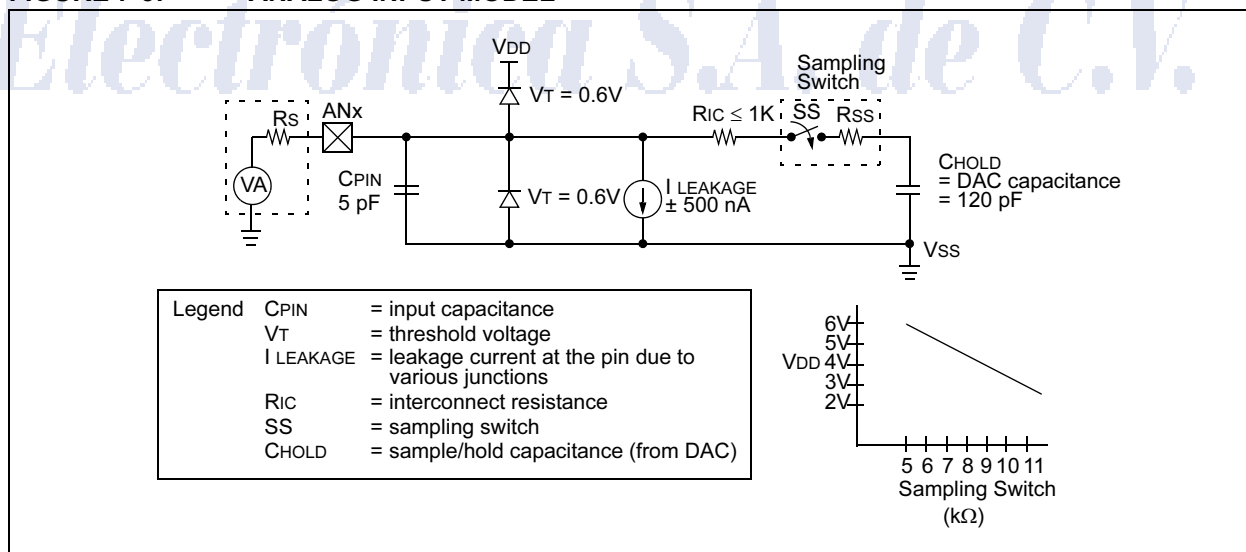 Electrónica S.A. de C.V.
VDD
VT = 0.6V
Sampling
Switch
RS
ANx
RIC ≤ 1K
SS
RSS
VA
CPIN
5 pF
VT = 0.6V
I LEAKAGE
± 500 nA
CHOLD
= DAC capacitance
= 120 pF
VSS
Legend CPIN = input capacitance
VT = threshold voltage
I LEAKAGE = leakage current at the pin due to
various junctions
RIC = interconnect resistance
SS = sampling switch
CHOLD = sample/hold capacitance (from DAC)
6V
5V
VDD 4V
3V
2V
5 6 7 8 9 10 11
Sampling Switch
(kΩ)